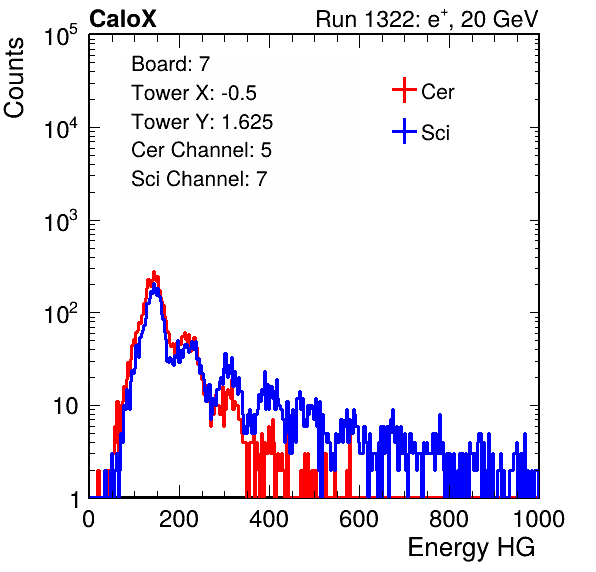 CaloX Run 1322: e⁺, 20 GeV
Counts
Board: 7
Tower X: -0.5
Tower Y: 1.625
Cer Channel: 5
Sci Channel: 7
Cer
Sci
10⁵
10⁴
10³
10²
10
1
0 200 400 600 800 1000
Energy HG